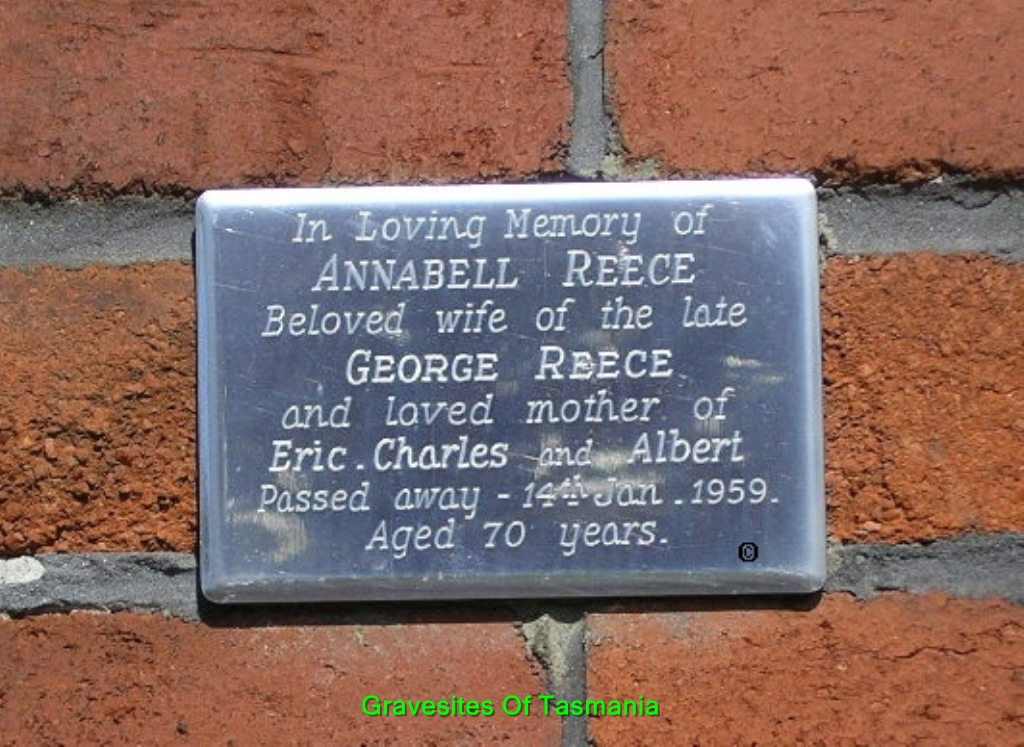 In Loving Memory of
ANNABELL REECE
Beloved wife of the late
GEORGE REECE
and loved mother of
Eric. Charles and Albert
Passed away - 14th Jan. 1959.
Aged 70 years.
©
Gravesites Of Tasmania